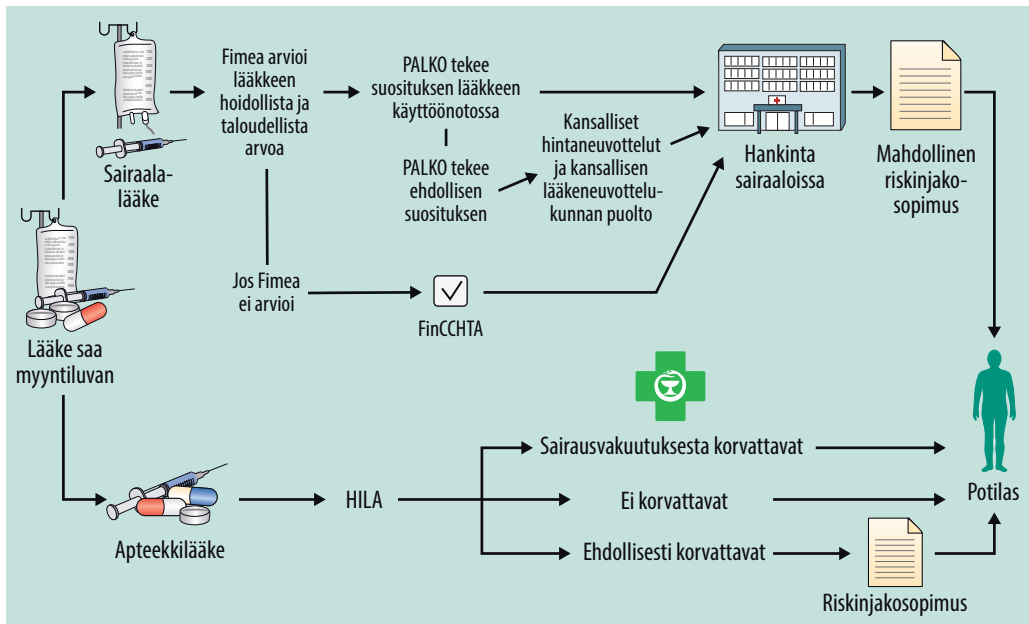 Fimea arvioi
lääkkeen
hoidollista ja
taloudellista
arvoa
PALKO tekee
suosituksen lääkkeen
käyttöönotossa
PALKO tekee
ehdollisen
suosituksen
Kansalliset
hintaneuvottelut
ja kansallisen
lääkeneuvottelu-
kunnan puolto
Hankinta
sairaaloissa
Mahdollinen
riskinjako-
sopimus
Sairaala-
lääke
Jos Fimea
ei arvioi
FinCCHTA
Lääke saa
myyntiluvan
Sairausvakuutuksesta korvattavat
HILA
Ei korvattavat
Potilas
Apteekkilääke
Ehdollisesti korvattavat
Riskinjakosopimus